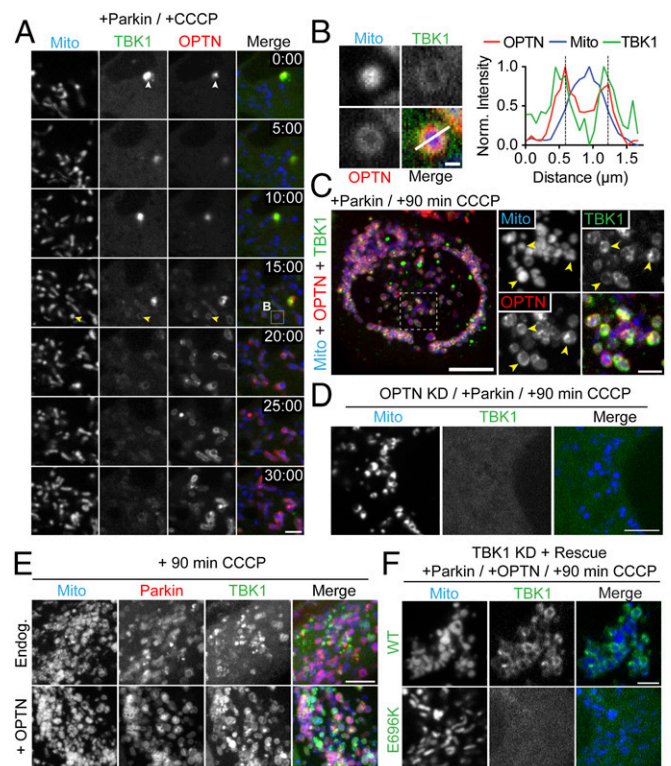 A
+Parkin / +CCCP
Mito TBK1 OPTN Merge
0:00
5:00
10:00
15:00
B
20:00
25:00
30:00
B
Mito TBK1
OPTN Merge
OPTN Mito TBK1
Norm. Intensity
1.0
0.5
0.0
0.0 0.5 1.0 1.5
Distance (μm)
C
+Parkin / +90 min CCCP
Mito + OPTN + TBK1
Mito TBK1
OPTN
D
OPTN KD / +Parkin / +90 min CCCP
Mito TBK1 Merge
E
+ 90 min CCCP
Mito Parkin TBK1 Merge
Endog.
+ OPTN
F
TBK1 KD + Rescue
+Parkin / +OPTN / +90 min CCCP
Mito TBK1 Merge
WT
E696K